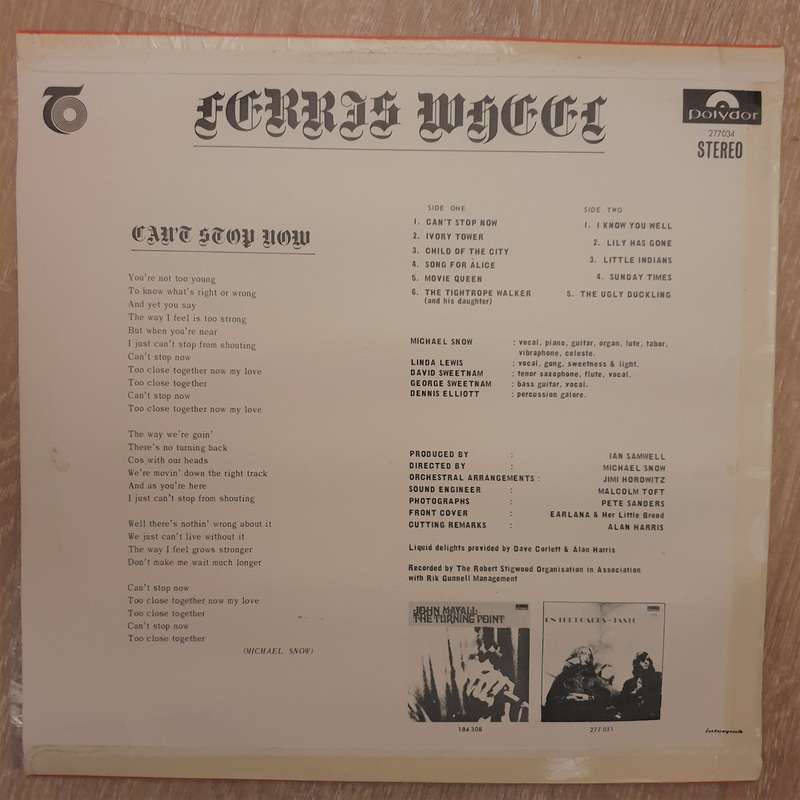 FERRIS WHEEL
polydor
277034
STEREO
CAN'T STOP NOW
You're not too young
To know what's right or wrong
And yet you say
The way I feel is too strong
But when you're near
I just can't stop from shouting
Can't stop now
Too close together now my love
Too close together
Can't stop now
Too close together now my love
The way we're goin'
There's no turning back
Cos with our heads
We're movin' down the right track
And as you're here
I just can't stop from shouting
Well there's nothin' wrong about it
We just can't live without it
The way I feel grows stronger
Don't make me wait much longer
Can't stop now
Too close together now my love
Too close together
Can't stop now
Too close together
(MICHAEL SNOW)
SIDE ONE
1. CAN'T STOP NOW
2. IVORY TOWER
3. CHILD OF THE CITY
4. SONG FOR ALICE
5. MOVIE QUEEN
6. THE TIGHTROPE WALKER
(and his daughter)
SIDE TWO
1. I KNOW YOU WELL
2. LILY HAS GONE
3. LITTLE INDIANS
4. SUNDAY TIMES
5. THE UGLY DUCKLING
MICHAEL SNOW : vocal, piano, guitar, organ, lute, tabor,
vibraphone, celeste.
LINDA LEWIS : vocal, gong, sweetness & light.
DAVID SWEETNAM : tenor saxophone, flute, vocal.
GEORGE SWEETNAM : bass guitar, vocal.
DENNIS ELLIOTT : percussion galore.
PRODUCED BY : IAN SAMWELL
DIRECTED BY : MICHAEL SNOW
ORCHESTRAL ARRANGEMENTS : JIMI HOROWITZ
SOUND ENGINEER : MALCOLM TOFT
PHOTOGRAPHS : PETE SANDERS
FRONT COVER : EARLANA & Her Little Breed
CUTTING REMARKS : ALAN HARRIS
Liquid delights provided by Dave Corlett & Alan Harris
Recorded by The Robert Stigwood Organisation in Association
with Rik Gunnell Management
JOHN MAYALL
THE TURNING POINT
ON THE BOARDS - TASTE
184 308
277 031
interpak